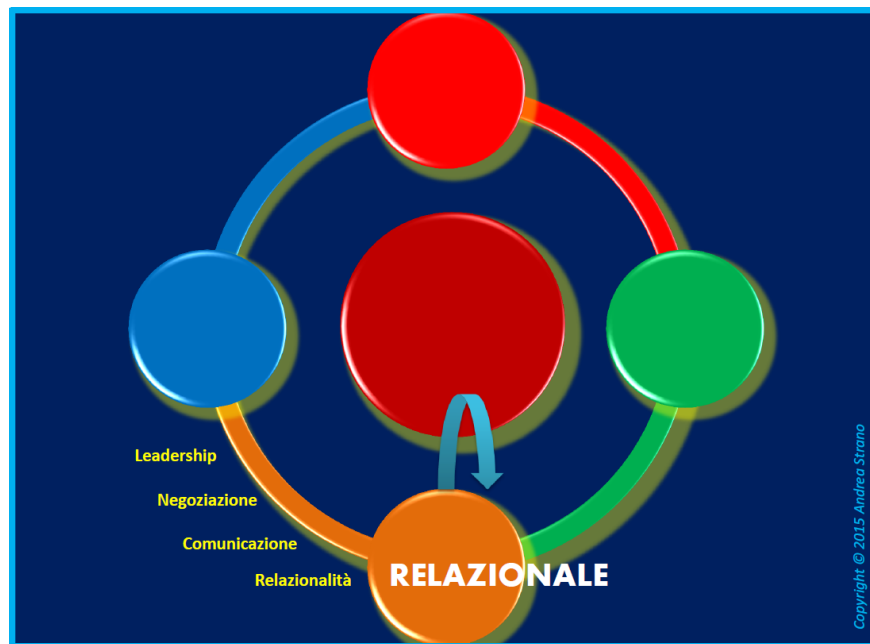 Leadership
Negoziazione
Comunicazione
Relazionalità
RELAZIONALE
Copyright © 2015 Andrea Strano